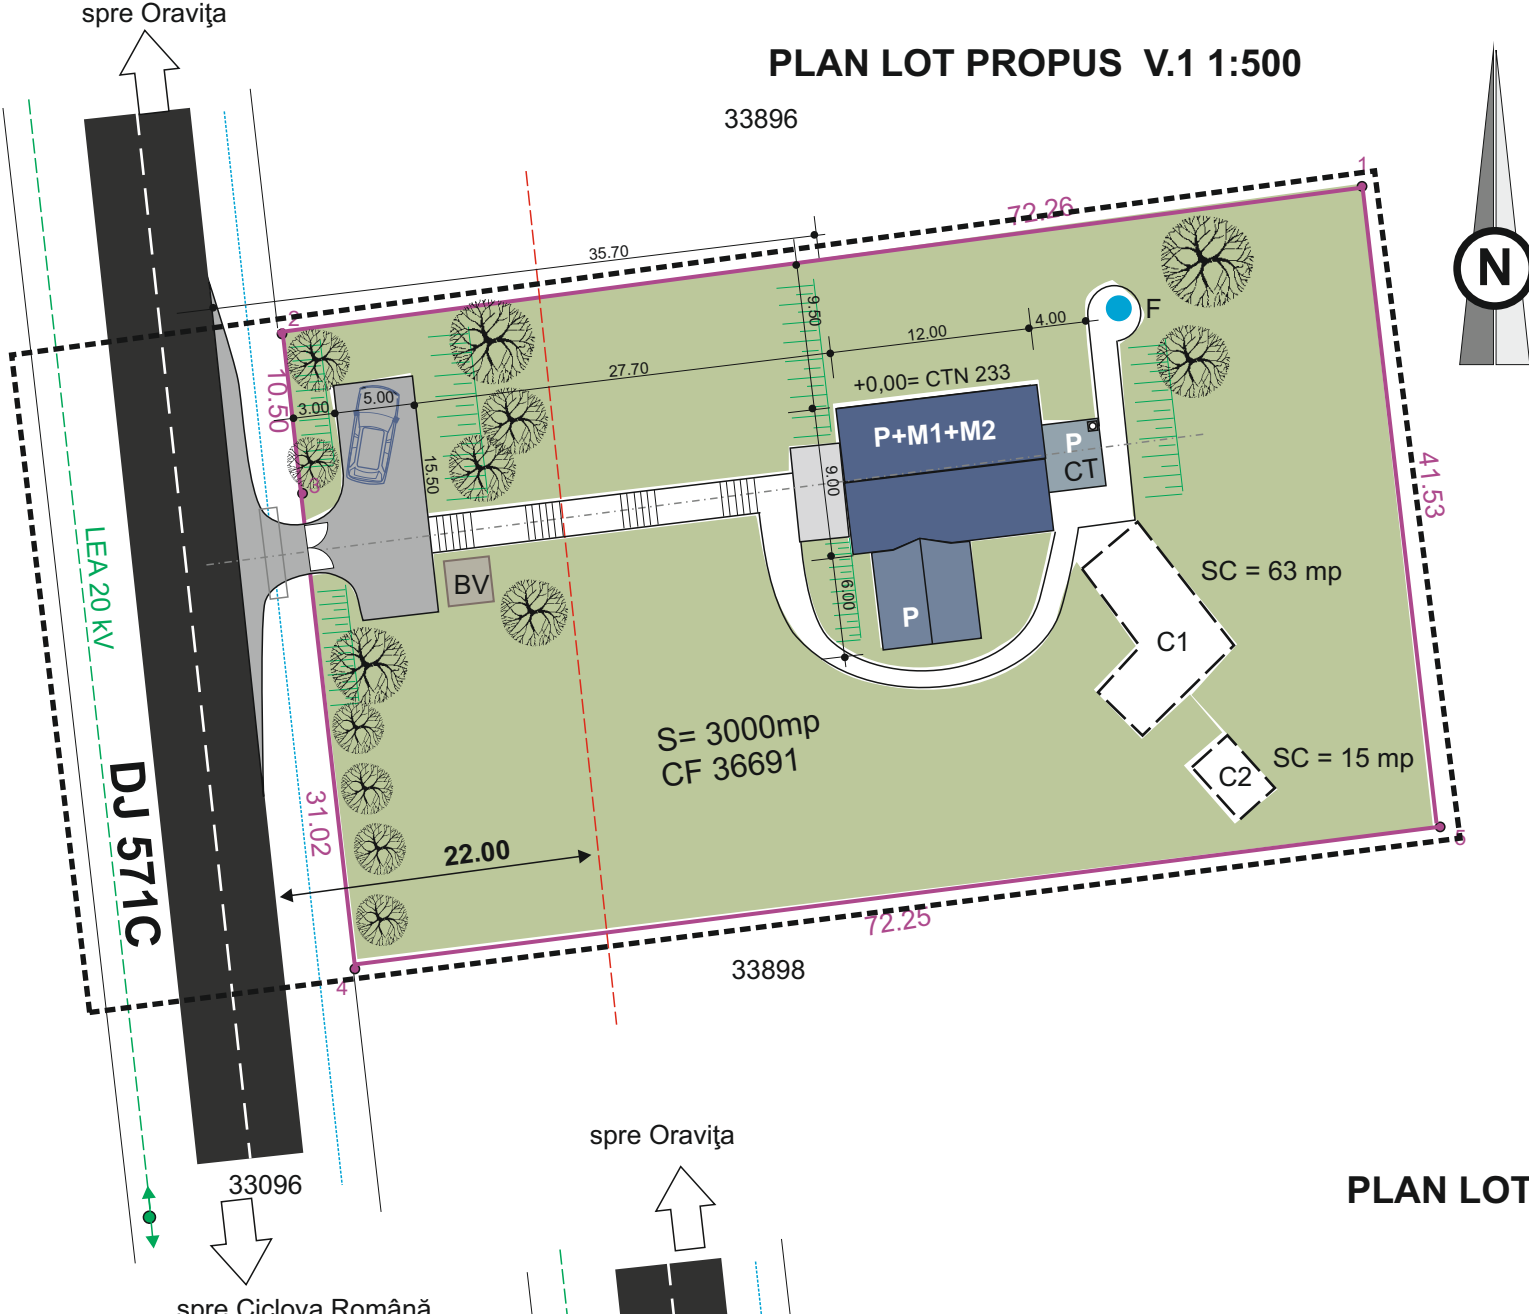 spre Oraviţa
PLAN LOT PROPUS V.1 1:500
33896
1
72.26
N
35.70
2
9.50
12.00
4.00
F
27.70
+0,00= CTN 233
10.50
3.00
5.00
P+M1+M2
P
CT
15.50
9.00
3
41.53
LEA 20 kV
BV
6.00
P
SC = 63 mp
C1
S= 3000mp
CF 36691
SC = 15 mp
C2
DJ 571C
31.02
22.00
5
72.25
4
33898
spre Oraviţa
33096
PLAN LOT
spre Ciclova Română